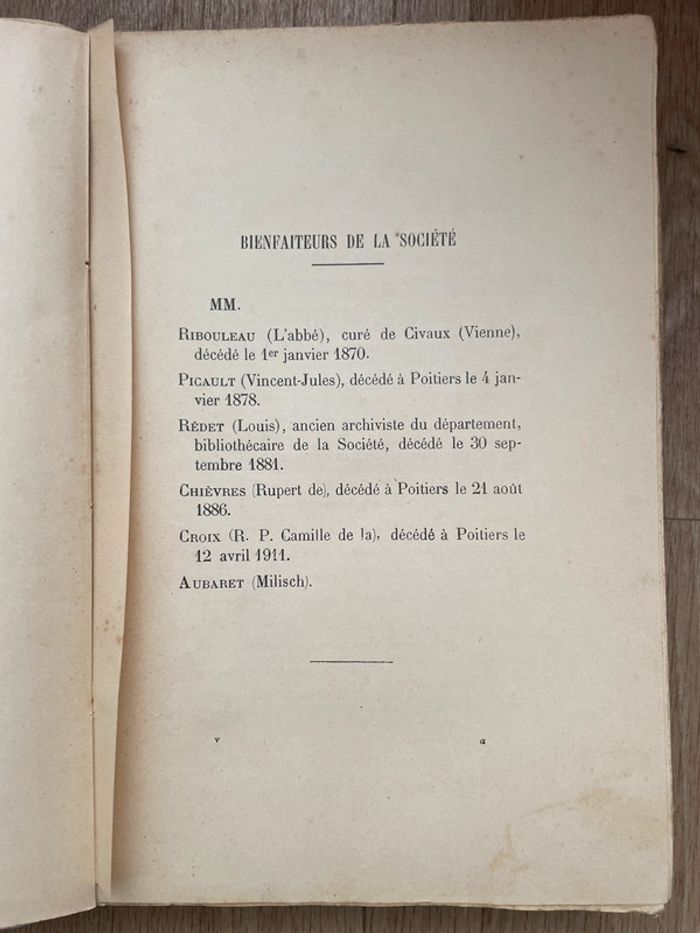 BIENFAITEURS DE LA SOCIÉTÉ
MM.
RIBOULEAU (L'abbé), curé de Civaux (Vienne),
décédé le 1er janvier 1870.
PICAULT (Vincent-Jules), décédé à Poitiers le 4 jan-
vier 1878.
RÉDET (Louis), ancien archiviste du département,
bibliothécaire de la Société, décédé le 30 sep-
tembre 1881.
CHIÈVRES (Rupert de), décédé à Poitiers le 21 août
1886.
CROIX (R. P. Camille de la), décédé à Poitiers le
12 avril 1911.
AUBARET (Milisch).
v a